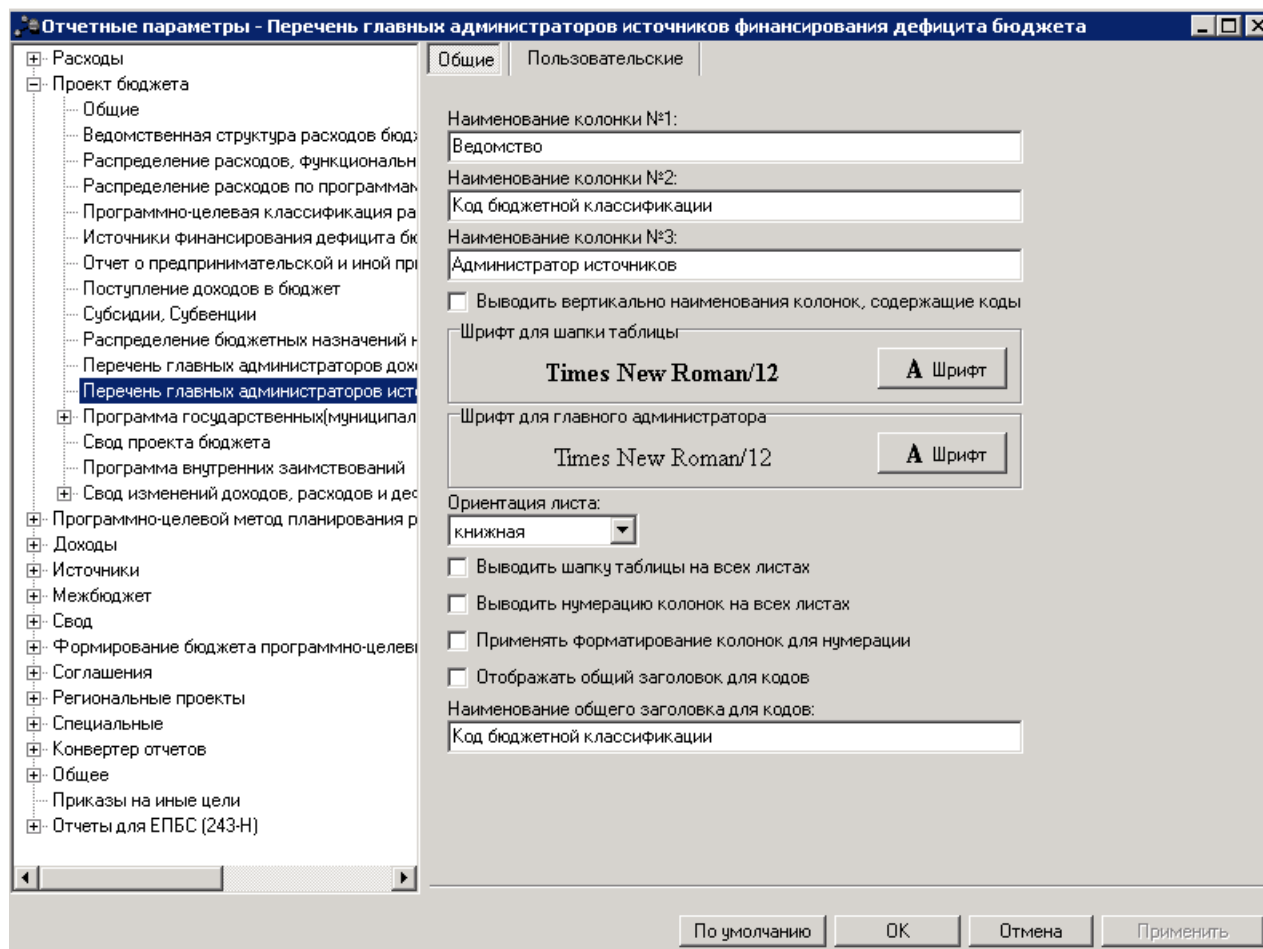 Отчетные параметры - Перечень главных администраторов источников финансирования дефицита бюджета
Расходы
Проект бюджета
Общие
Ведомственная структура расходов бюд
Распределение расходов, функциональн
Распределение расходов по программам
Программно-целевая классификация ра
Источники финансирования дефицита бю
Отчет о предпринимательской и иной при
Поступление доходов в бюджет
Субсидии, Субвенции
Распределение бюджетных назначений н
Перечень главных администраторов дох
Перечень главных администраторов ист
Программа государственных(муниципал
Свод проекта бюджета
Программа внутренних заимствований
Свод изменений доходов, расходов и деф
Программно-целевой метод планирования р
Доходы
Источники
Межбюджет
Свод
Формирование бюджета программно-целев
Соглашения
Региональные проекты
Специальные
Конвертер отчетов
Общее
Приказы на иные цели
Отчеты для ЕПБС (243-Н)
Общие
Пользовательские
Наименование колонки №1:
Ведомство
Наименование колонки №2:
Код бюджетной классификации
Наименование колонки №3:
Администратор источников
Выводить вертикально наименования колонок, содержащие коды
Шрифт для шапки таблицы
Times New Roman/12
А Шрифт
Шрифт для главного администратора
Times New Roman/12
А Шрифт
Ориентация листа:
книжная
Выводить шапку таблицы на всех листах
Выводить нумерацию колонок на всех листах
Применять форматирование колонок для нумерации
Отображать общий заголовок для кодов
Наименование общего заголовка для кодов:
Код бюджетной классификации
По умолчанию
OK
Отмена
Применить